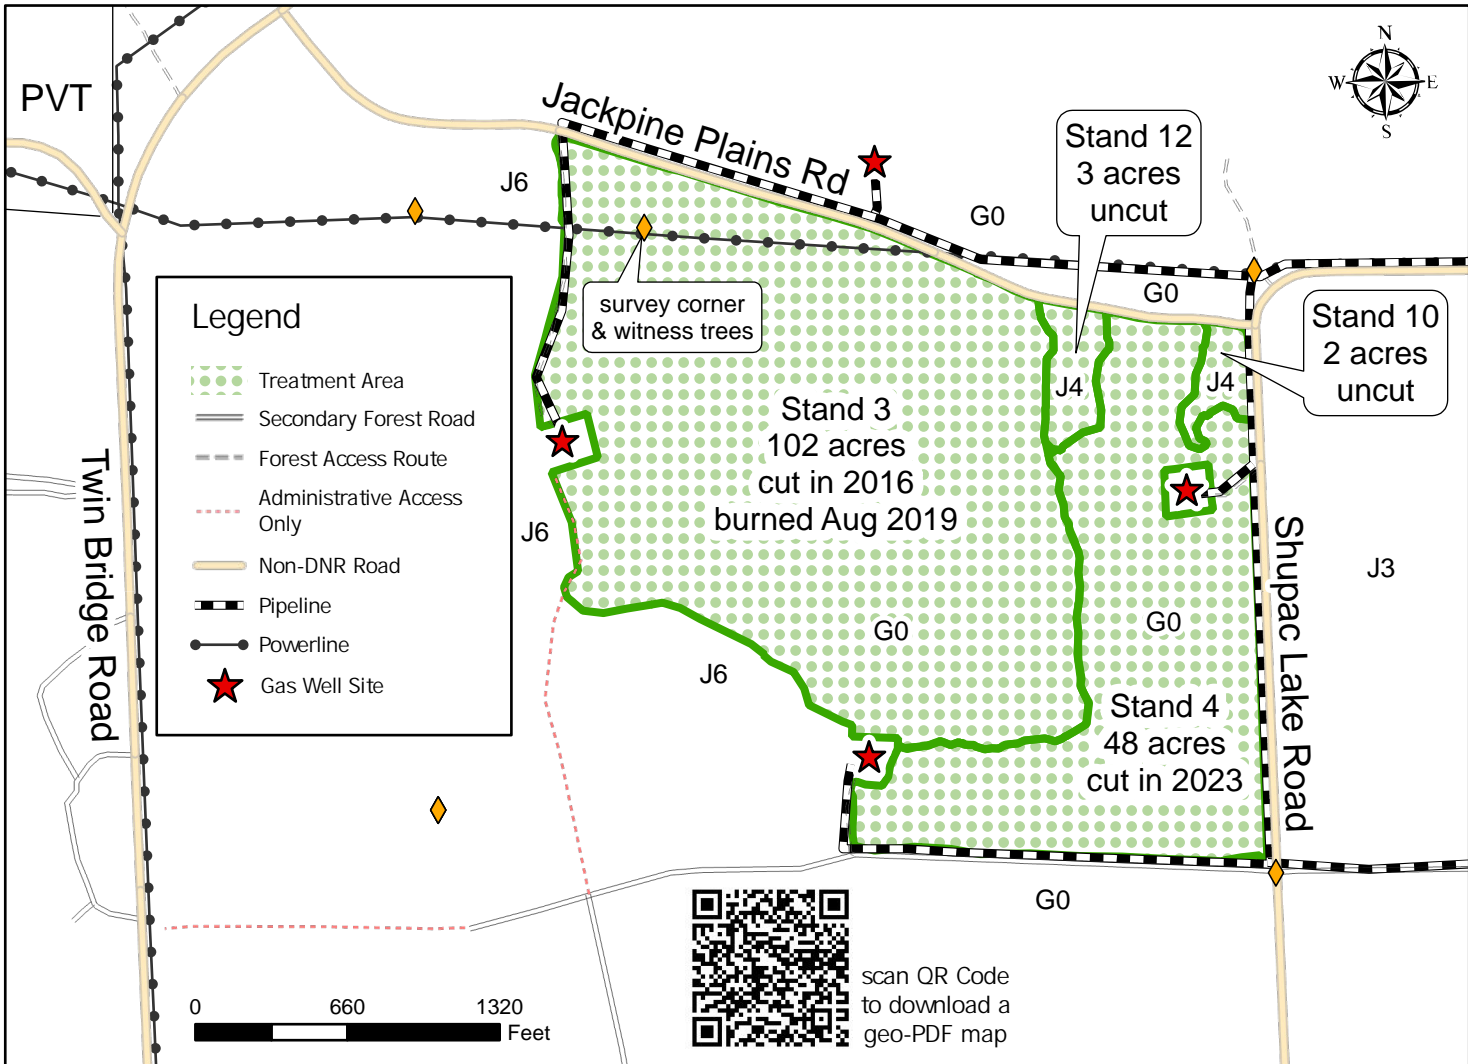 PVT
Jackpine Plains Rd
N
W
E
S
J6
G0
Stand 12
3 acres
uncut
G0
Stand 10
2 acres
uncut
survey corner
& witness trees
J4
J4
Legend
Treatment Area
Secondary Forest Road
Forest Access Route
Administrative Access
Only
Non-DNR Road
Pipeline
Powerline
Gas Well Site
Twin Bridge Road
Stand 3
102 acres
cut in 2016
burned Aug 2019
J6
Shupac Lake Road
J3
G0
G0
J6
Stand 4
48 acres
cut in 2023
G0
scan QR Code
to download a
geo-PDF map
0
660
1320
Feet